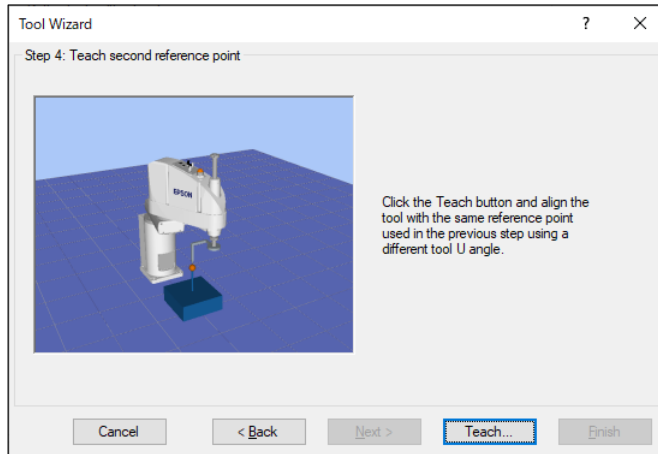 Tool Wizard
Step 4: Teach second reference point
EPSON
Click the Teach button and align the
tool with the same reference point
used in the previous step using a
different tool U angle.
Cancel
< Back
Next >
Teach...
Finish